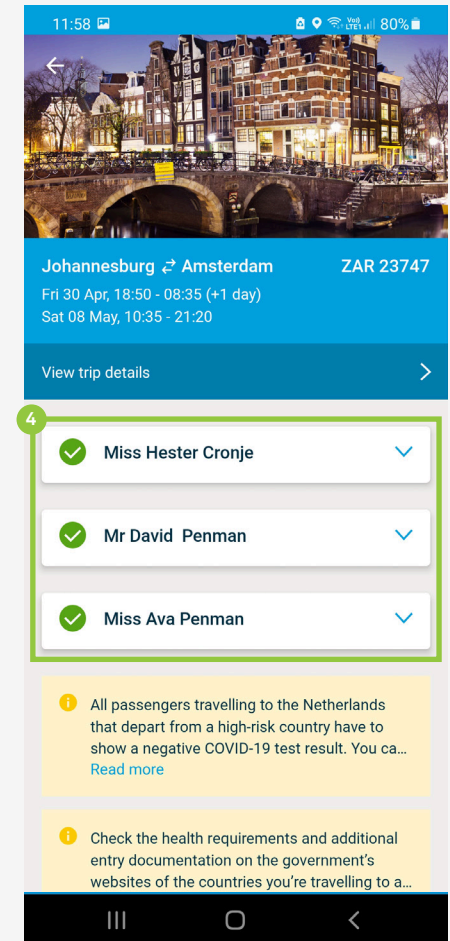 11:58 Vo) LTE1 80%
Johannesburg ⇄ Amsterdam ZAR 23747
Fri 30 Apr, 18:50 - 08:35 (+1 day)
Sat 08 May, 10:35 - 21:20
View trip details
4
Miss Hester Cronje
Mr David  Penman
Miss Ava Penman
All passengers travelling to the Netherlands
that depart from a high-risk country have to
show a negative COVID-19 test result. You ca...
Read more
Check the health requirements and additional
entry documentation on the government's
websites of the countries you're travelling to a...